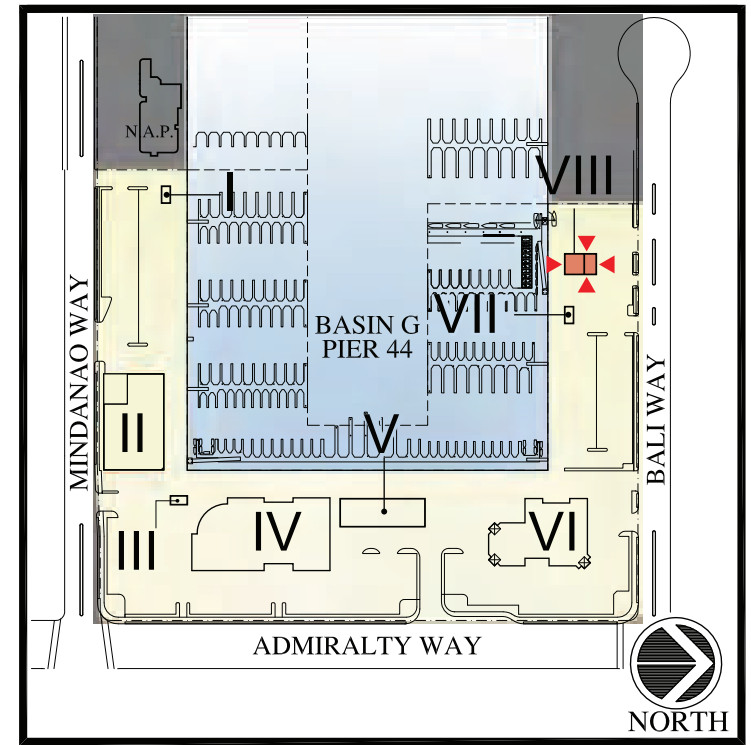 N.A.P.
VIII
I
VII
BASIN G
PIER 44
MINDANAO WAY
BALI WAY
II
V
III
IV
VI
ADMIRALTY WAY
NORTH